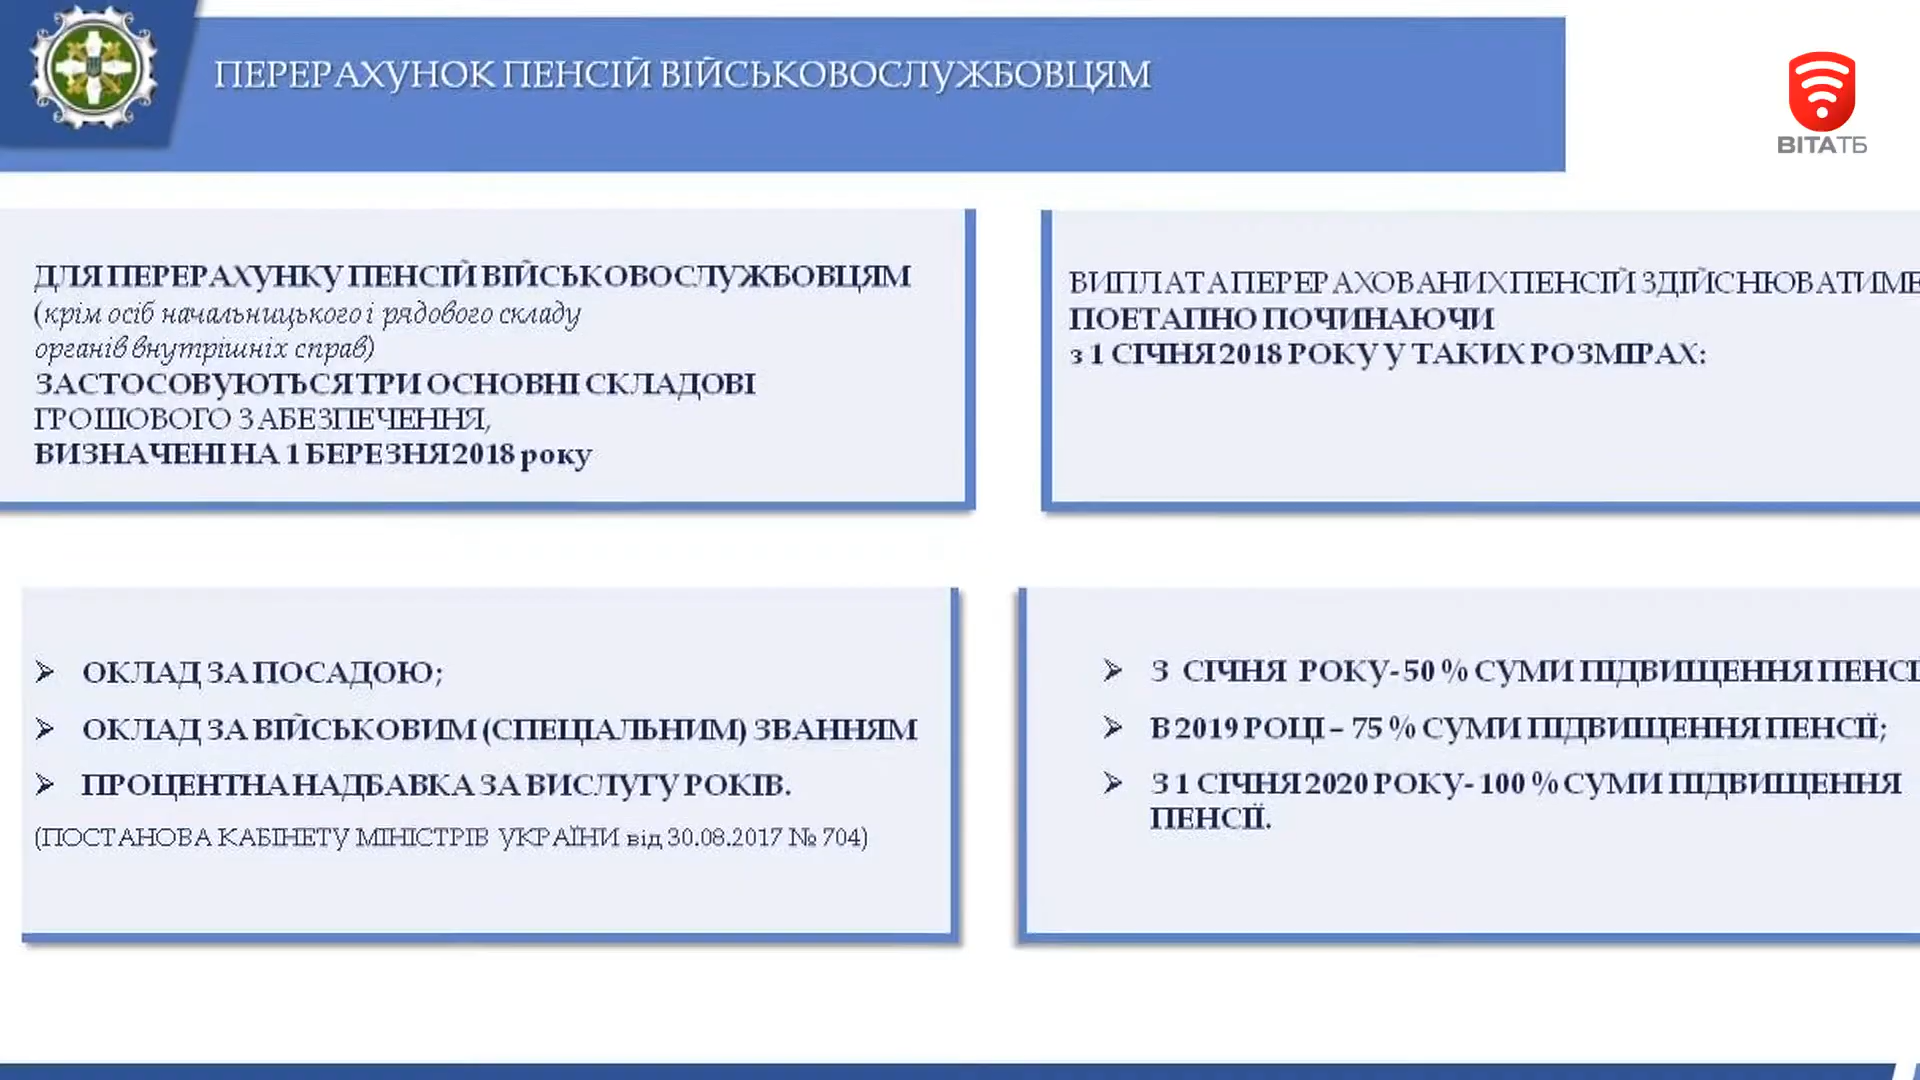 ПЕРЕРАХУНОК ПЕНСІЙ ВІЙСЬКОВОСЛУЖБОВЦЯМ
ВІТАТБ
ДЛЯ ПЕРЕРАХУНКУ ПЕНСІЙ ВІЙСЬКОВОСЛУЖБОВЦЯМ
(крім осіб начальницького і рядового складу
органів внутрішніх справ)
ЗАСТОСОВУЮТЬСЯ ТРИ ОСНОВНІ СКЛАДОВІ
ГРОШОВОГО ЗАБЕЗПЕЧЕННЯ,
ВИЗНАЧЕНІ НА 1 БЕРЕЗНЯ 2018 року
ВИПЛАТА ПЕРЕРАХОВАНИХ ПЕНСІЙ ЗДІЙСНЮВАТИМЕ
ПОЕТАПНО ПОЧИНАЮЧИ
з 1 СІЧНЯ 2018 РОКУ У ТАКИХ РОЗМІРАХ:
➢ ОКЛАД ЗА ПОСАДОЮ;
➢ ОКЛАД ЗА ВІЙСЬКОВИМ (СПЕЦІАЛЬНИМ) ЗВАННЯМ
➢ ПРОЦЕНТНА НАДБАВКА ЗА ВИСЛУГУ РОКІВ.
(ПОСТАНОВА КАБІНЕТУ МІНІСТРІВ УКРАЇНИ від 30.08.2017 № 704)
➢ З СІЧНЯ РОКУ- 50 % СУМИ ПІДВИЩЕННЯ ПЕНСІ
➢ В 2019 РОЦІ – 75 % СУМИ ПІДВИЩЕННЯ ПЕНСІЇ;
➢ З 1 СІЧНЯ 2020 РОКУ- 100 % СУМИ ПІДВИЩЕННЯ
ПЕНСІЇ.